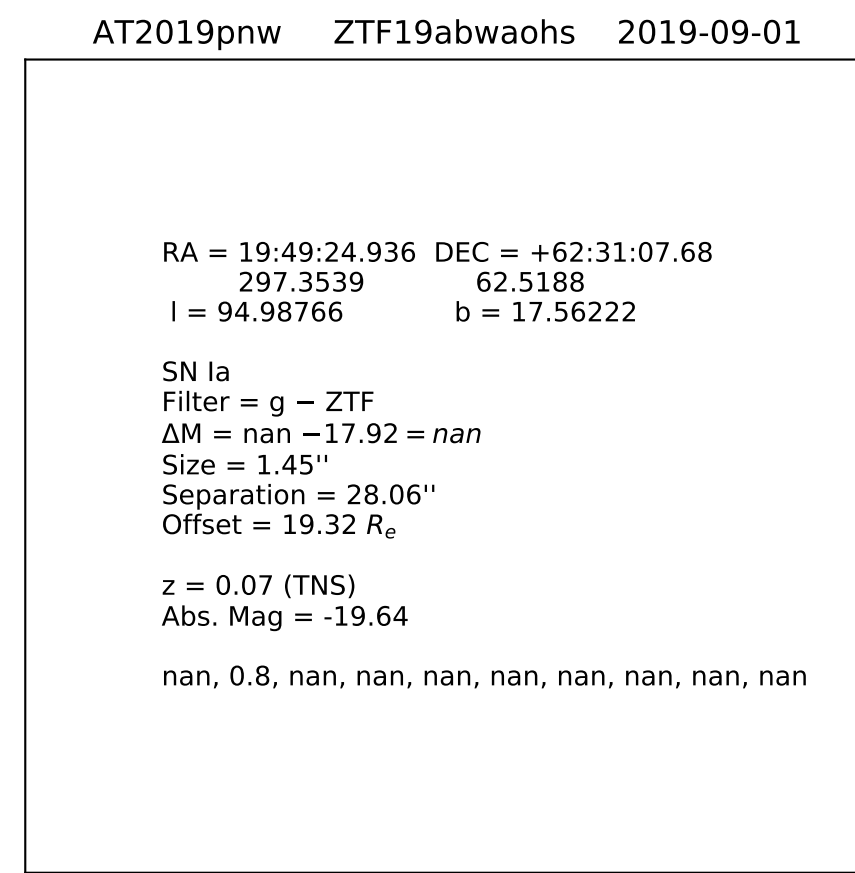 AT2019pnw ZTF19abwaohs 2019-09-01
RA = 19:49:24.936 DEC = +62:31:07.68
297.3539 62.5188
l = 94.98766 b = 17.56222
SN Ia
Filter = g − ZTF
ΔM = nan −17.92 = nan
Size = 1.45''
Separation = 28.06''
Offset = 19.32 Rₑ
z = 0.07 (TNS)
Abs. Mag = -19.64
nan, 0.8, nan, nan, nan, nan, nan, nan, nan, nan